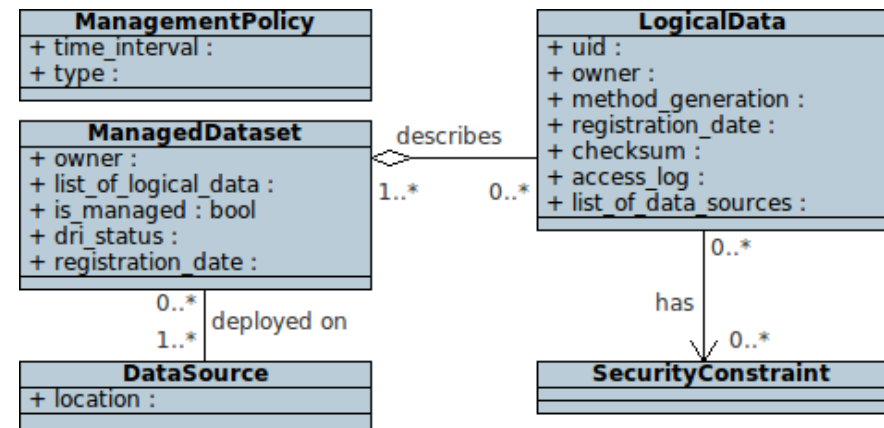 ManagementPolicy
+ time_interval :
+ type :
LogicalData
+ uid :
+ owner :
+ method_generation :
+ registration_date :
+ checksum :
+ access_log :
+ list_of_data_sources :
ManagedDataset
+ owner :
+ list_of_logical_data :
+ is_managed : bool
+ dri_status :
+ registration_date :
describes
1..*
0..*
0..*
deployed on
1..*
0..*
has
0..*
DataSource
+ location :
SecurityConstraint